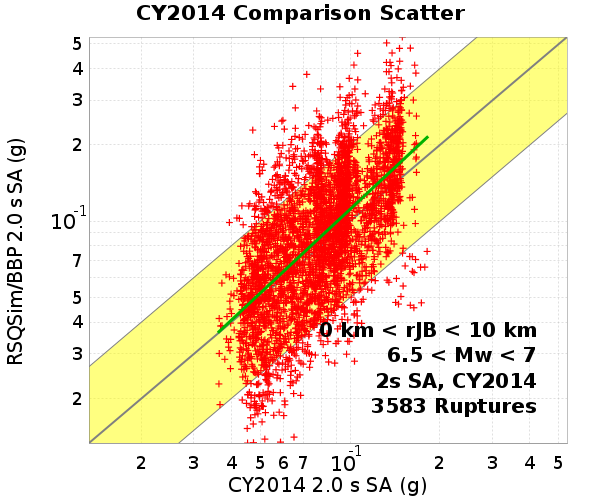 CY2014 Comparison Scatter
RSQSim/BBP 2.0 s SA (g)
5
4
3
2
10-1
7
5
4
3
2
0 km < rJB < 10 km
6.5 < Mw < 7
2s SA, CY2014
3583 Ruptures
2 3 4 5 6 7 10-1 2 3 4 5
CY2014 2.0 s SA (g)